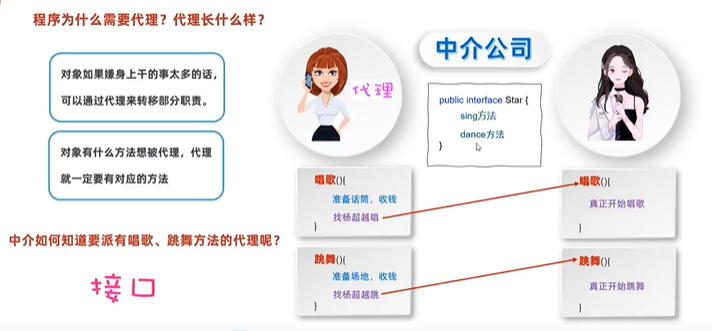 程序为什么需要代理？代理长什么样？
对象如果嫌身上干的事太多的话，
可以通过代理来转移部分职责。
对象有什么方法想被代理，代理
就一定要有对应的方法
中介如何知道要派有唱歌、跳舞方法的代理呢？
接口
代理
中介公司
public interface Star {
sing方法
dance方法
}
唱歌(){
准备话筒，收钱
找杨超越唱
}
唱歌(){
真正开始唱歌
}
跳舞(){
准备场地，收钱
找杨超越跳
}
跳舞(){
真正开始跳舞
}